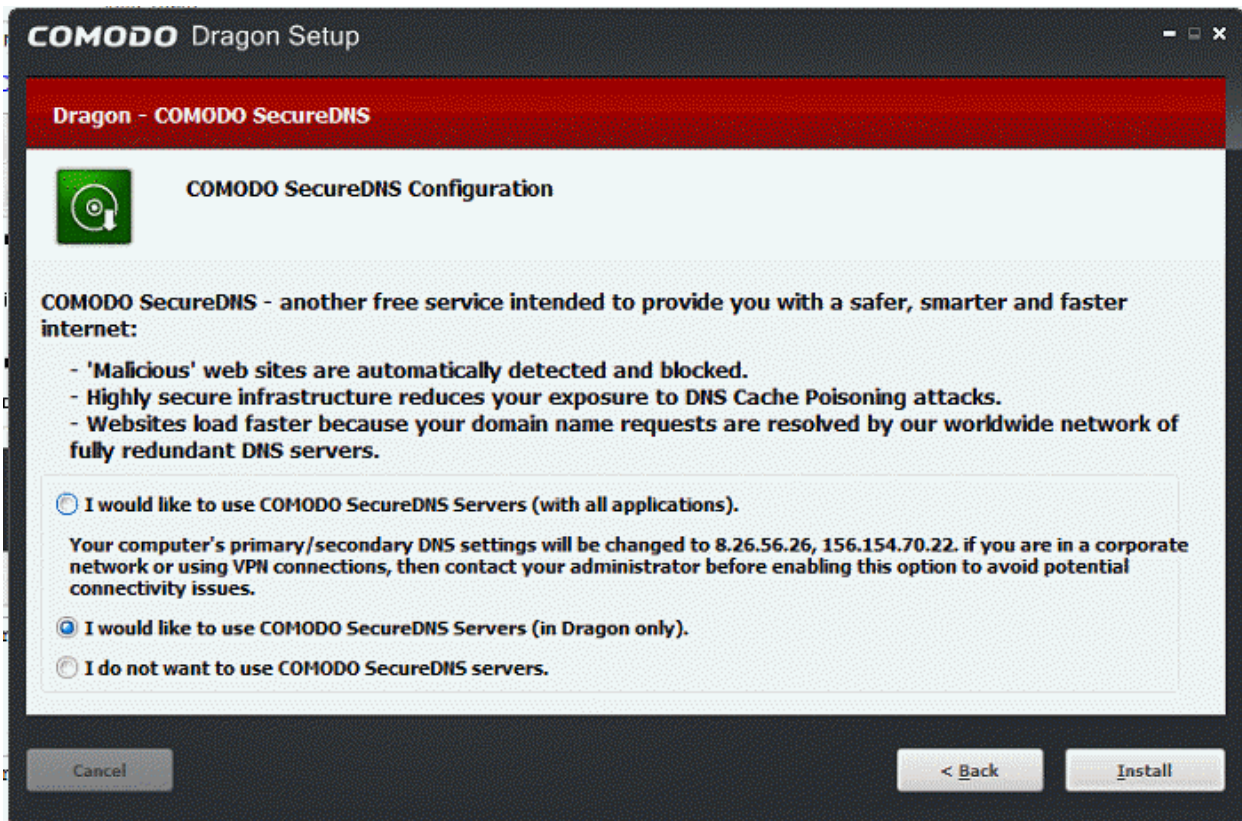 COMODO Dragon Setup
Dragon - COMODO SecureDNS
COMODO SecureDNS Configuration
COMODO SecureDNS - another free service intended to provide you with a safer, smarter and faster
internet:
- 'Malicious' web sites are automatically detected and blocked.
- Highly secure infrastructure reduces your exposure to DNS Cache Poisoning attacks.
- Websites load faster because your domain name requests are resolved by our worldwide network of
fully redundant DNS servers.
I would like to use COMODO SecureDNS Servers (with all applications).
Your computer's primary/secondary DNS settings will be changed to 8.26.56.26, 156.154.70.22. if you are in a corporate
network or using VPN connections, then contact your administrator before enabling this option to avoid potential
connectivity issues.
I would like to use COMODO SecureDNS Servers (in Dragon only).
I do not want to use COMODO SecureDNS servers.
Cancel
< Back
Install